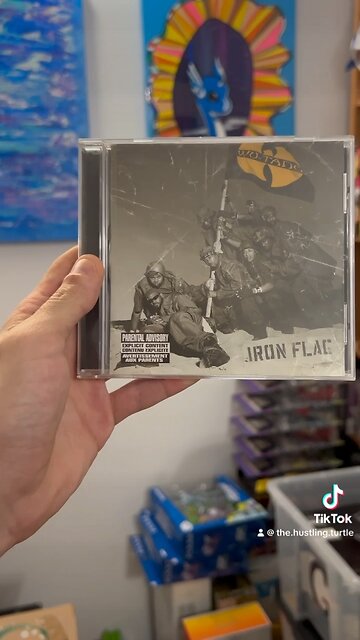 WU-TANG
PARENTAL ADVISORY
EXPLICIT CONTENT
CONTENU EXPLICITE
AVERTISSEMENT
AUX PARENTS
IRON FLAG
TikTok
@the.hustling.turtle